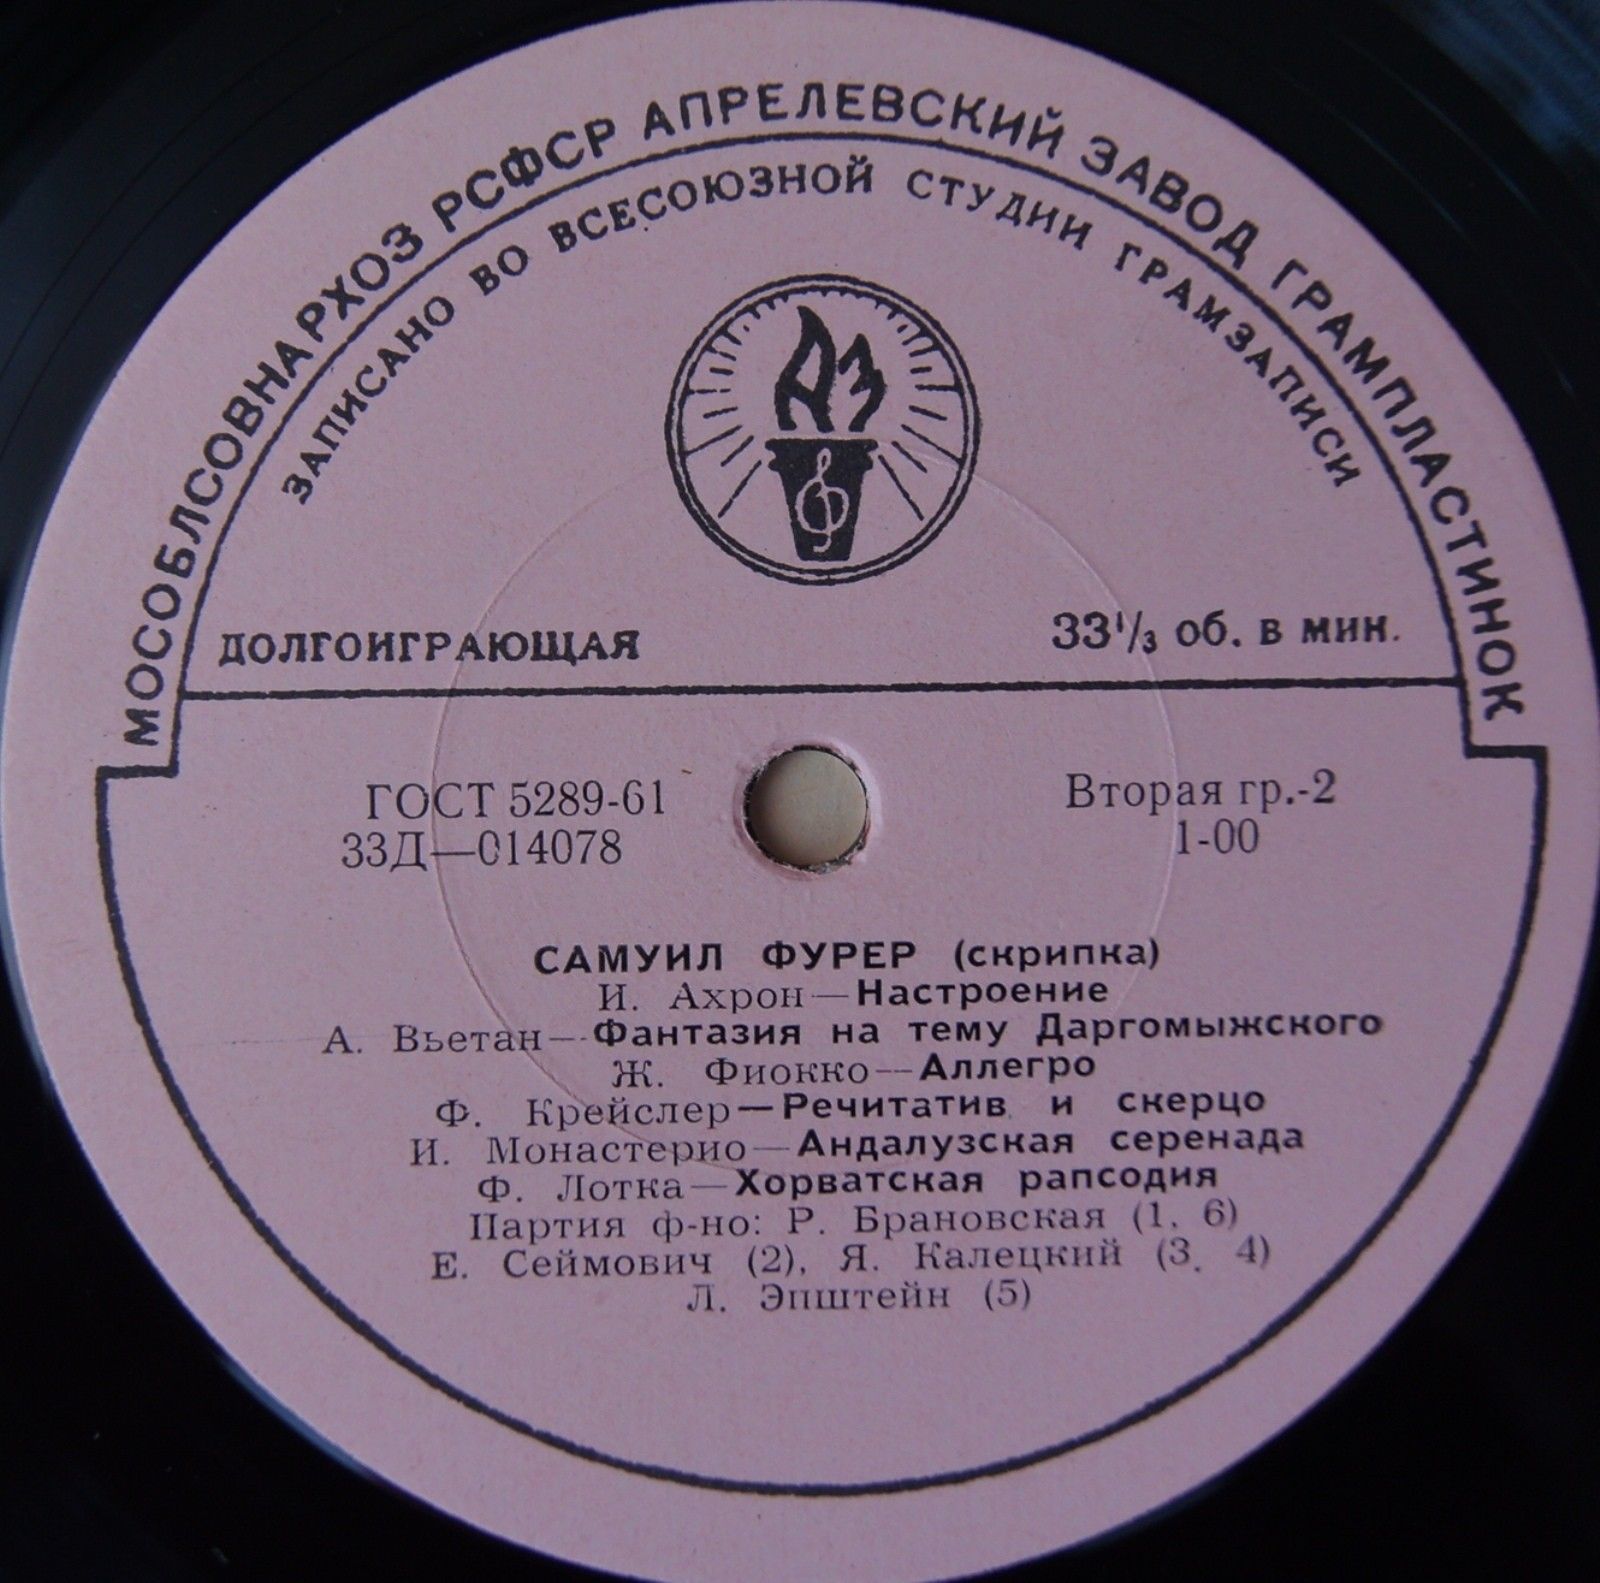 МОСОБЛСОВНАРХОЗ РСФСР АПРЕЛЕВСКИЙ ЗАВОД ГРАМПЛАСТИНОК
ЗАПИСАНО ВО ВСЕСОЮЗНОЙ СТУДИИ ГРАМЗАПИСИ
АЗ
ДОЛГОИГРАЮЩАЯ
33⅓ об. в мин.
ГОСТ 5289-61
33Д—014078
Вторая гр.-2
1-00
САМУИЛ ФУРЕР (скрипка)
И. Ахрон—Настроение
А. Вьетан—Фантазия на тему Даргомыжского
Ж. Фиокко—Аллегро
Ф. Крейслер—Речитатив и скерцо
И. Монастерио—Андалузская серенада
Ф. Лотка—Хорватская рапсодия
Партия ф-но: Р. Брановская (1, 6)
Е. Сеймович (2), Я. Калецкий (3, 4)
Л. Эпштейн (5)